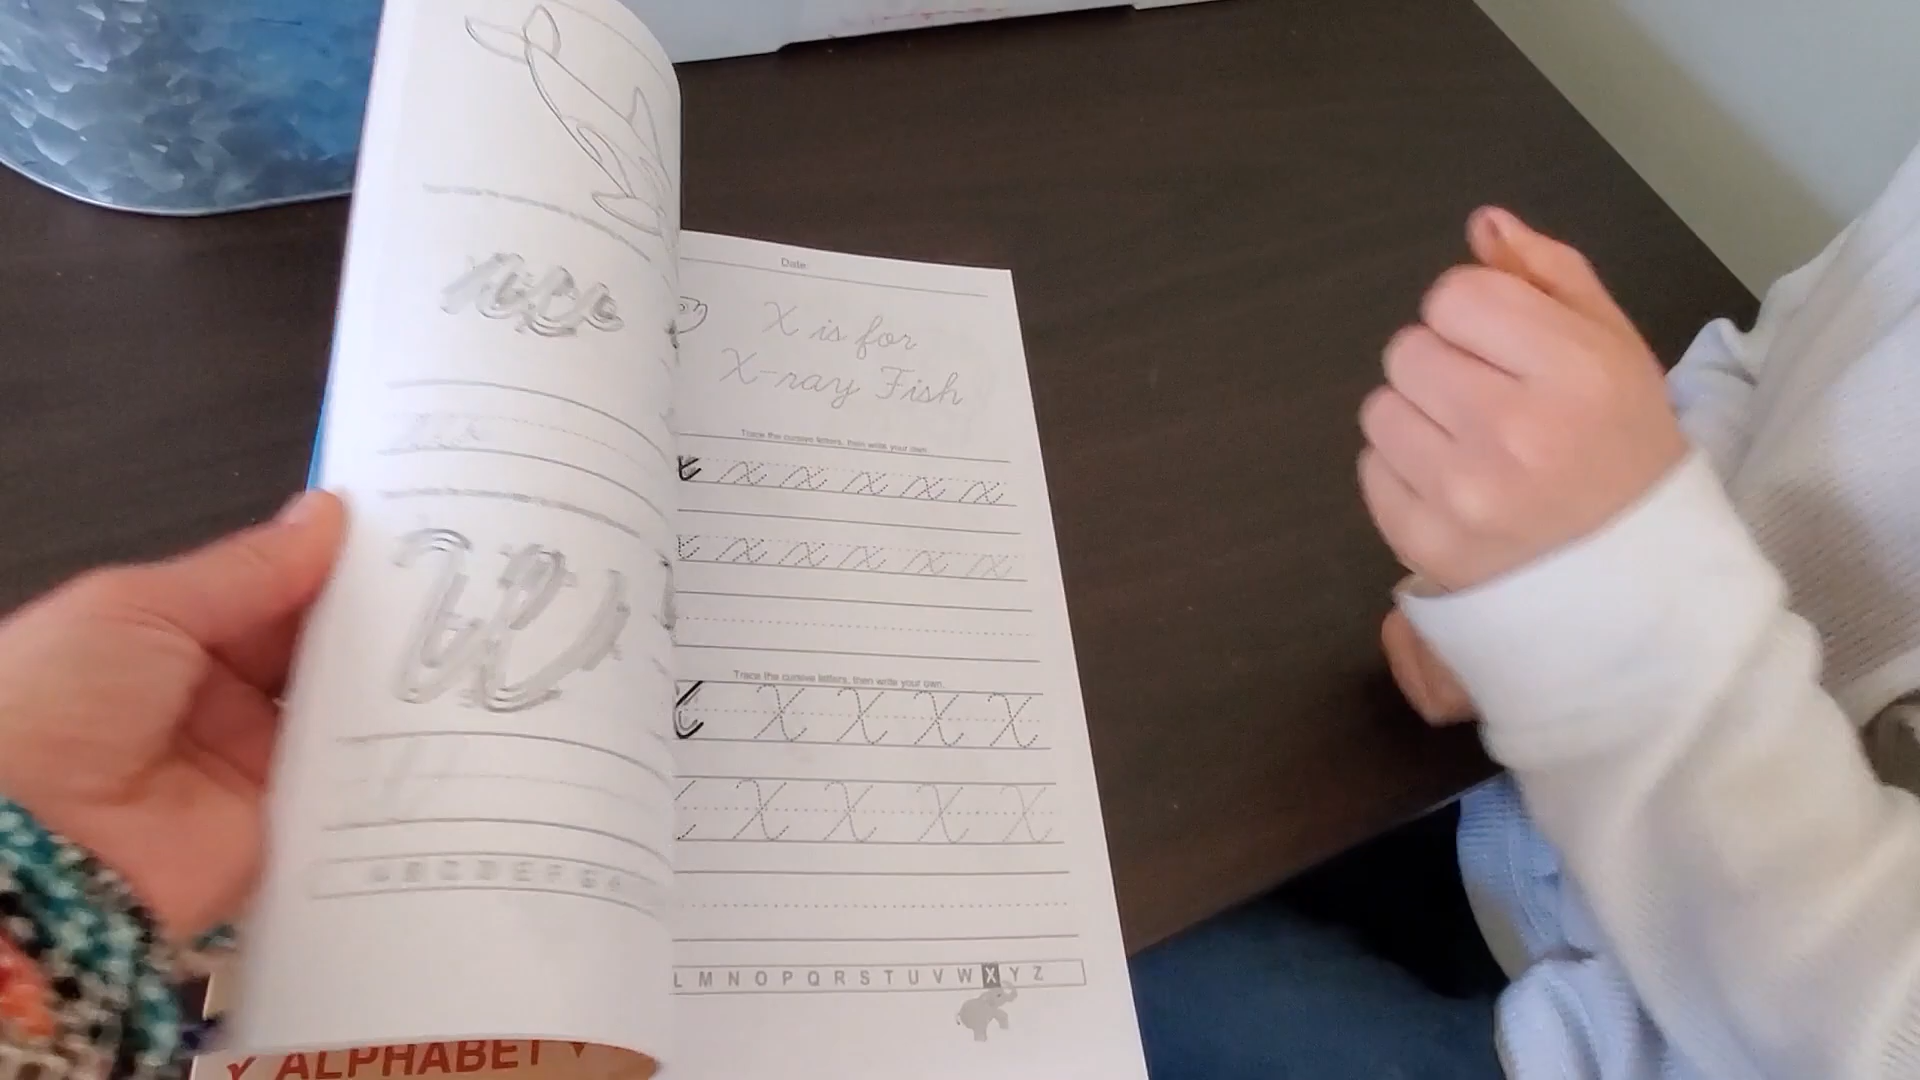 w
W
A B C D E F G
Date:
X is for
X-ray Fish
Trace the cursive letters, then write your own.
x x x x x x
x x x x x x
Trace the cursive letters, then write your own.
X X X X X
X X X X X
L M N O P Q R S T U V W X Y Z
ALPHABET